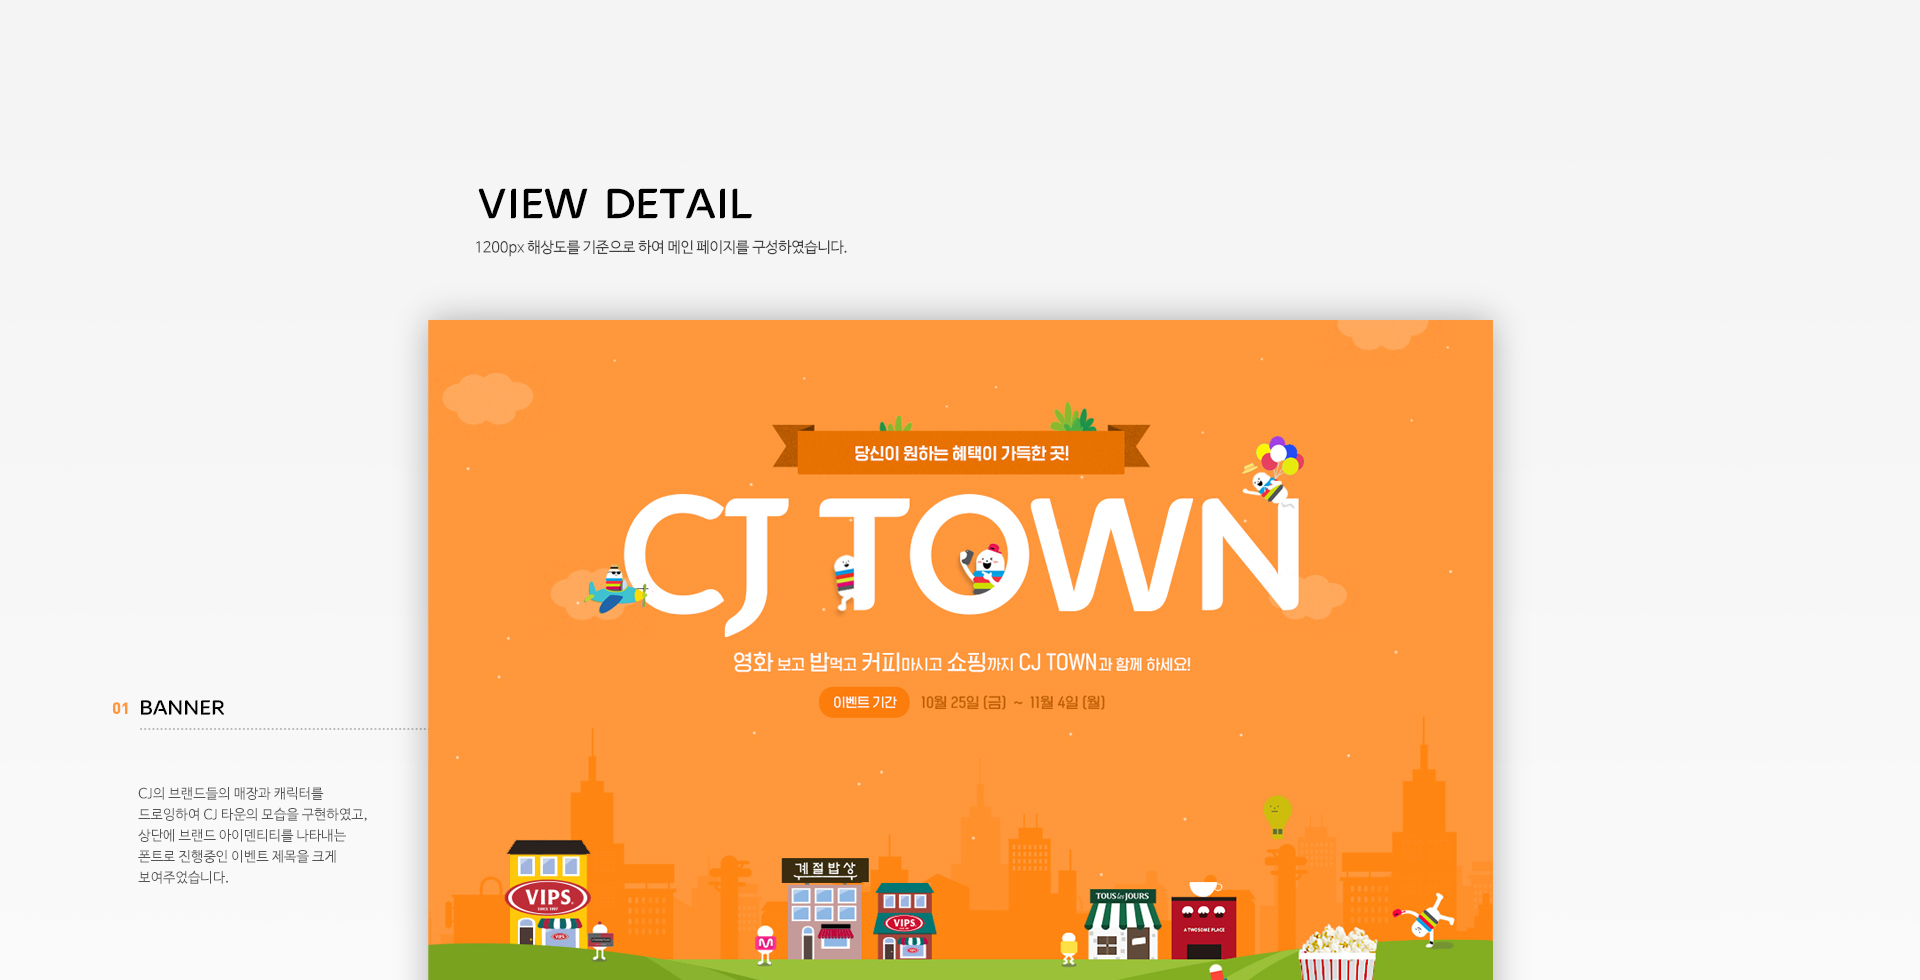 VIEW DETAIL
1200px 해상도를 기준으로 하여 메인 페이지를 구성하였습니다.
당신이 원하는 혜택이 가득한 곳!
CJ TOWN
영화 보고 밥먹고 커피마시고 쇼핑까지 CJ TOWN과 함께 하세요!
이벤트 기간 10월 25일 (금) ~ 11월 4일 (월)
01 BANNER
CJ의 브랜드들의 매장과 캐릭터를
드로잉하여 CJ 타운의 모습을 구현하였고,
상단에 브랜드 아이덴티티를 나타내는
폰트로 진행중인 이벤트 제목을 크게
보여주었습니다.
VIPS
SINCE 1997
VIPS
계절밥상
VIPS
VIPS
TOUS les JOURS
A TWOSOME PLACE
M